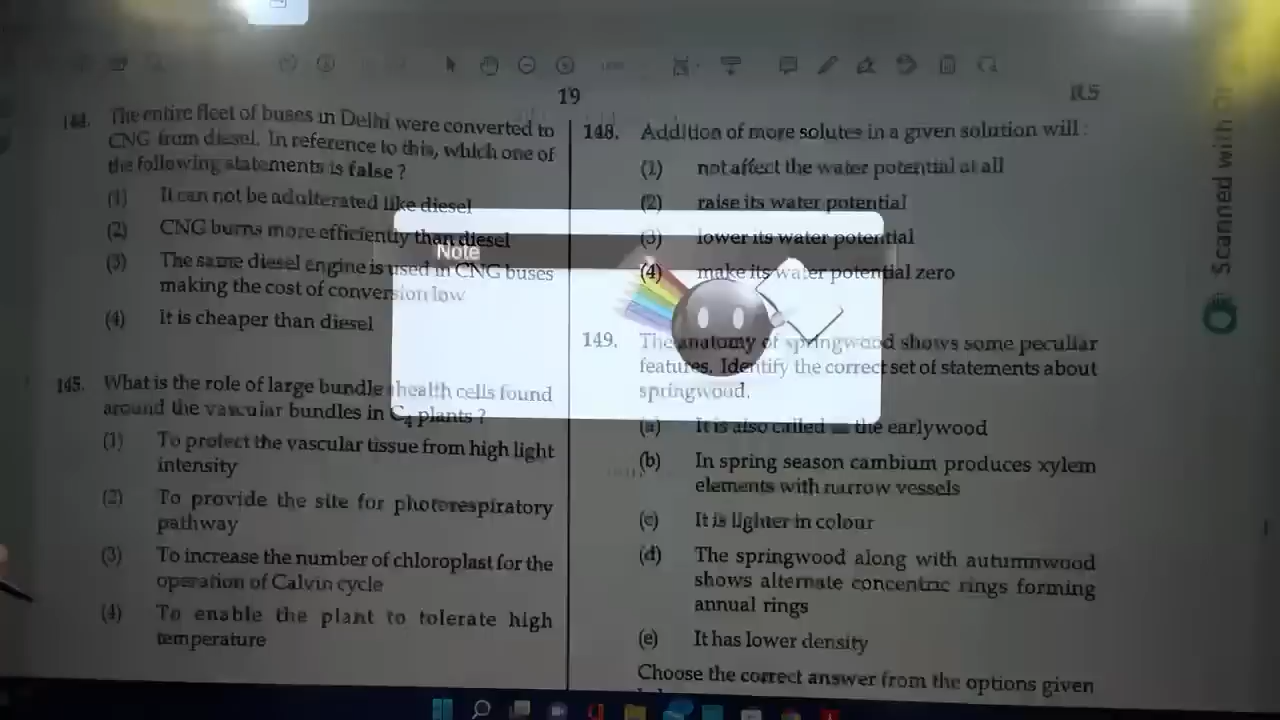 19
R5
144. The entire fleet of buses in Delhi were converted to
CNG from diesel. In reference to this, which one of
the following statements is false ?
(1) It can not be adulterated like diesel
(2) CNG burns more efficiently than diesel
(3) The same diesel engine is used in CNG buses
making the cost of conversion low
(4) It is cheaper than diesel
145. What is the role of large bundle sheath cells found
around the vascular bundles in C4 plants ?
(1) To protect the vascular tissue from high light
intensity
(2) To provide the site for photorespiratory
pathway
(3) To increase the number of chloroplast for the
operation of Calvin cycle
(4) To enable the plant to tolerate high
temperature
148. Addition of more solutes in a given solution will :
(1) not affect the water potential at all
(2) raise its water potential
(3) lower its water potential
(4) make its water potential zero
149. The anatomy of springwood shows some peculiar
features. Identify the correct set of statements about
springwood.
(a) It is also called as the earlywood
(b) In spring season cambium produces xylem
elements with narrow vessels
(c) It is lighter in colour
(d) The springwood along with autumnwood
shows alternate concentric rings forming
annual rings
(e) It has lower density
Choose the correct answer from the options given
Note
Scanned with